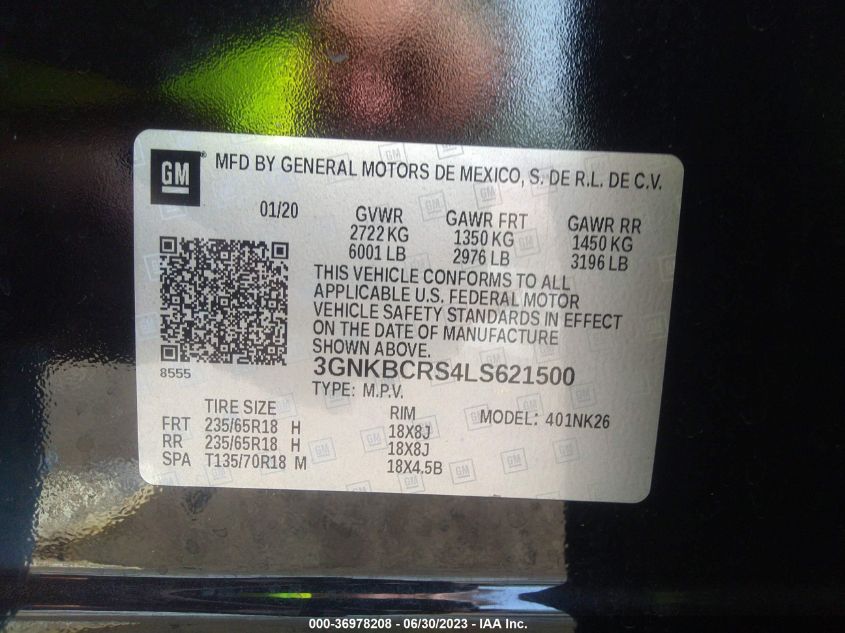 GM ® MFD BY GENERAL MOTORS DE MEXICO, S. DE R.L. DE C.V.
01/20
GVWR GAWR FRT GAWR RR
2722 KG 1350 KG 1450 KG
6001 LB 2976 LB 3196 LB
THIS VEHICLE CONFORMS TO ALL
APPLICABLE U.S. FEDERAL MOTOR
VEHICLE SAFETY STANDARDS IN EFFECT
ON THE DATE OF MANUFACTURE
SHOWN ABOVE.
8555
3GNKBCRS4LS621500
TYPE: M.P.V.
TIRE SIZE RIM MODEL: 401NK26
FRT 235/65R18 H 18X8J
RR 235/65R18 H 18X8J
SPA T135/70R18 M 18X4.5B
000-36978208 - 06/30/2023 - IAA Inc.